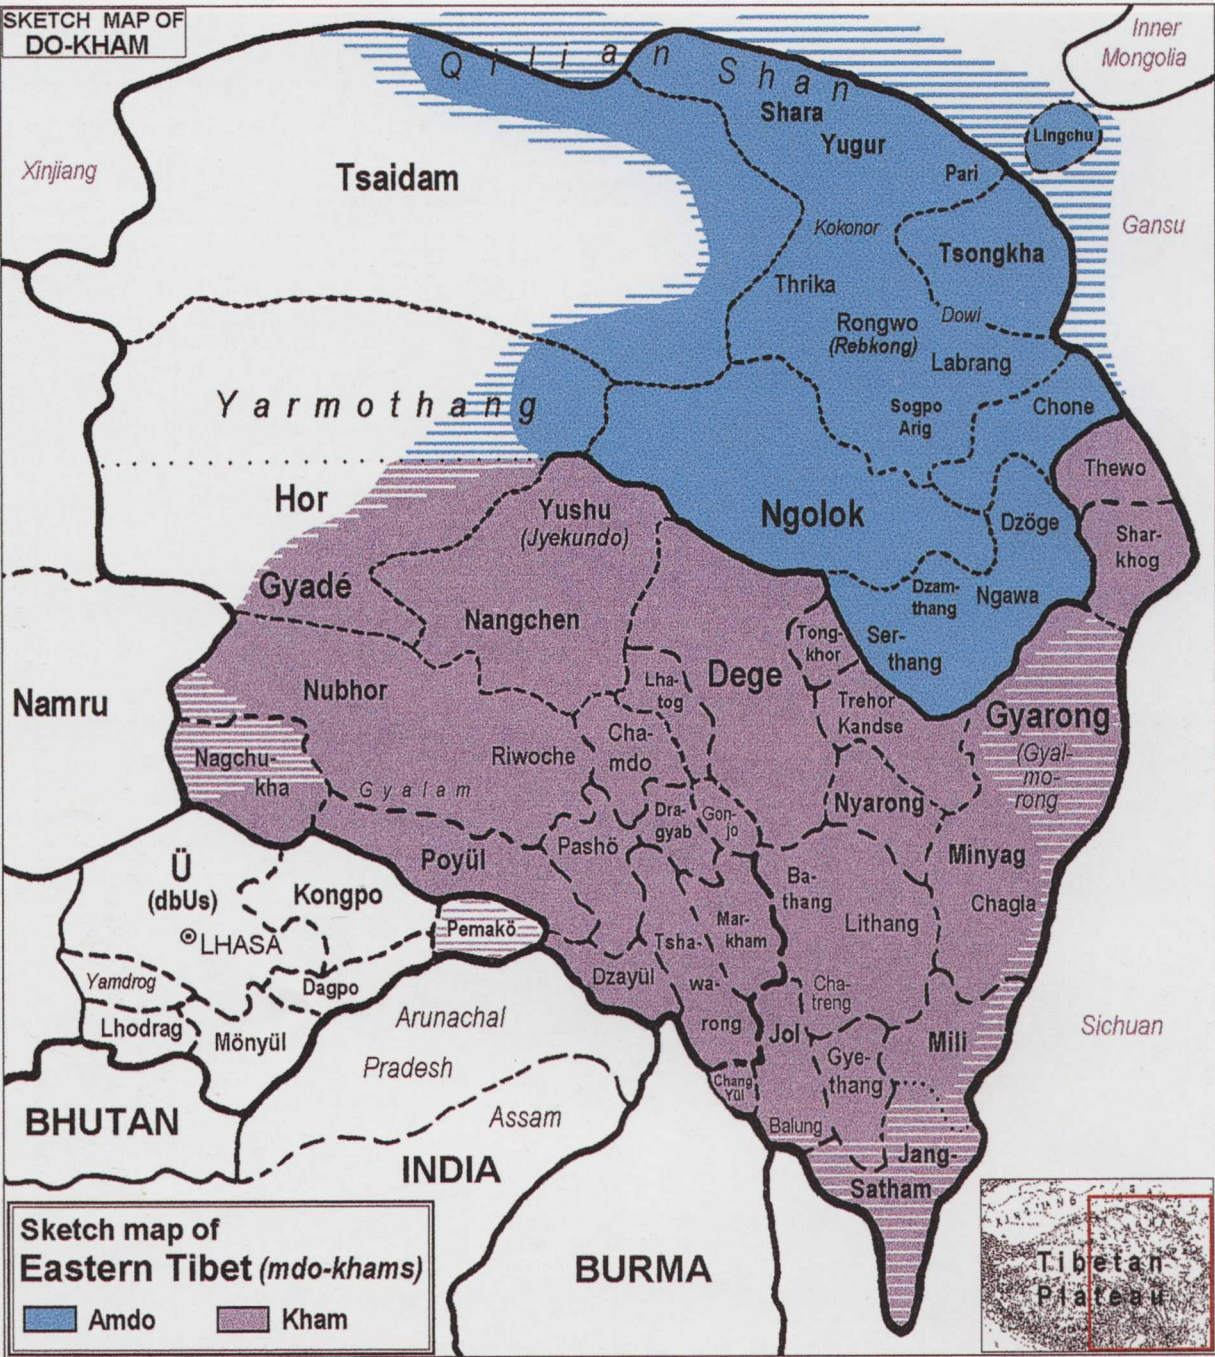 SKETCH MAP OF
DO-KHAM
Inner
Mongolia
Qilian Shan
Shara
Yugur
Lingchu
Xinjiang
Tsaidam
Pari
Kokonor
Gansu
Tsongkha
Thrika
Dowi
Rongwo
(Rebkong)
Labrang
Yarmothang
Sogpo
Arig
Chone
Thewo
Hor
Yushu
(Jyekundo)
Ngolok
Dzöge
Shar-
khog
Gyadé
Dzam-
thang
Ngawa
Nangchen
Tong-
khor
Ser-
thang
Namru
Nubhor
Lha-
tog
Dege
Trehor
Kandse
Gyarong
(Gyal-
mo-
rong
Nagchu-
kha
Riwoche
Cha-
mdo
Gyalam
Nyarong
Dra-
gyab
Gon-
jo
Pashö
Poyül
Minyag
Ü
(dbUs)
Kongpo
Ba-
thang
Chagla
Lithang
LHASA
Pemakö
Mar-
kham
Tsha-
wa-
rong
Yamdrog
Dagpo
Dzayül
Cha-
treng
Lhodrag
Mönyül
Arunachal
Pradesh
Jol
Mili
Sichuan
Gye-
thang
Chang
Yül
BHUTAN
Assam
Balung
Jang-
Satham
INDIA
BURMA
Sketch map of
Eastern Tibet (mdo-khams)
Amdo
Kham
Tibetan
Plateau